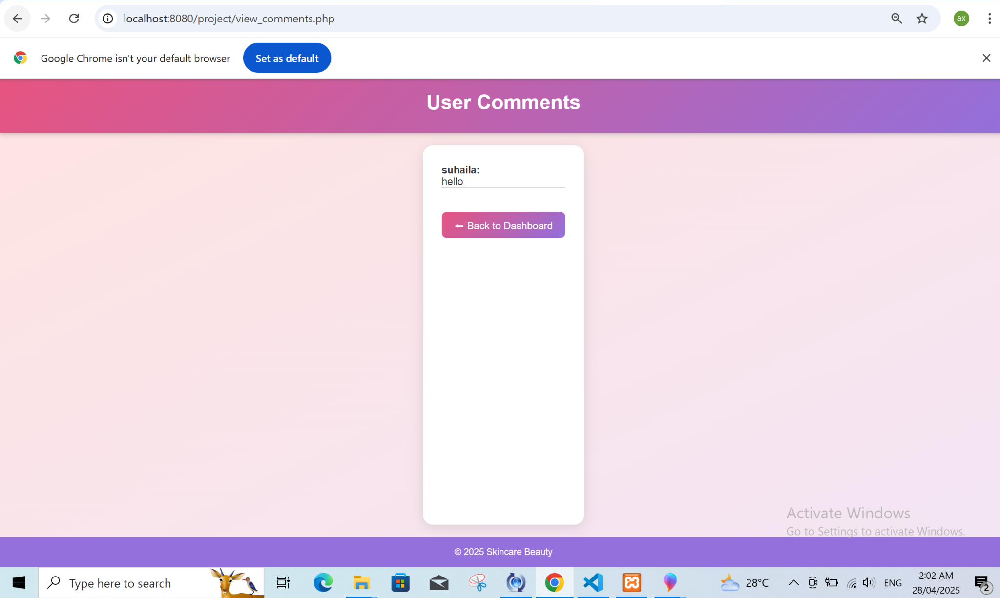 localhost:8080/project/view_comments.php
ax
Google Chrome isn't your default browser
Set as default
User Comments
suhaila:
hello
← Back to Dashboard
Activate Windows
Go to Settings to activate Windows.
© 2025 Skincare Beauty
Type here to search
28°C
ENG
2:02 AM
28/04/2025
2